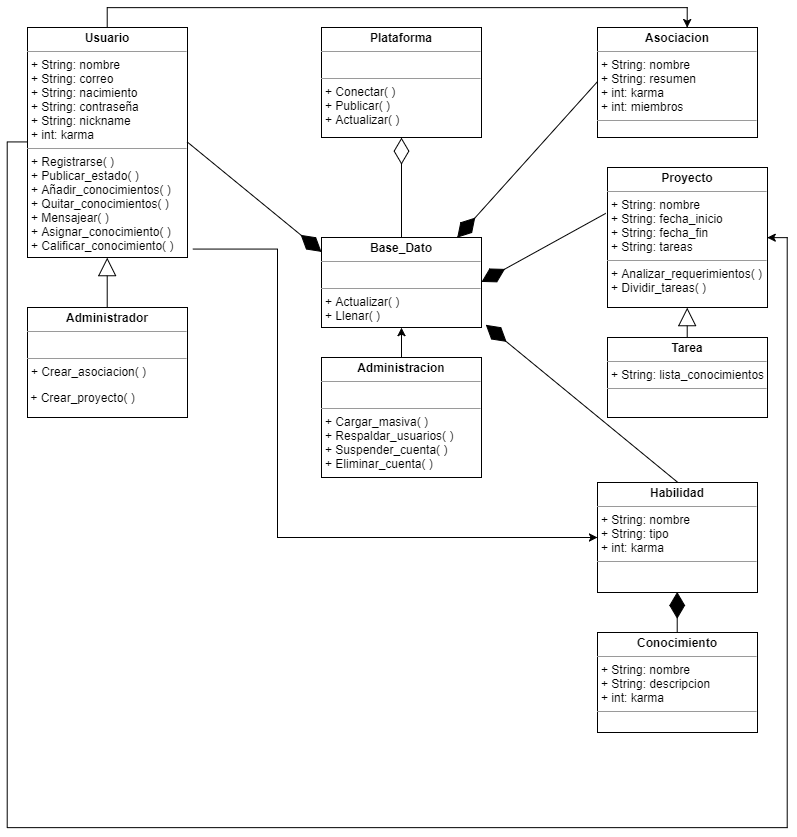 Usuario
+ String: nombre
+ String: correo
+ String: nacimiento
+ String: contraseña
+ String: nickname
+ int: karma
+ Registrarse( )
+ Publicar_estado( )
+ Añadir_conocimientos( )
+ Quitar_conocimientos( )
+ Mensajear( )
+ Asignar_conocimiento( )
+ Calificar_conocimiento( )
Plataforma
+ Conectar( )
+ Publicar( )
+ Actualizar( )
Asociacion
+ String: nombre
+ String: resumen
+ int: karma
+ int: miembros
Proyecto
+ String: nombre
+ String: fecha_inicio
+ String: fecha_fin
+ String: tareas
+ Analizar_requerimientos( )
+ Dividir_tareas( )
Base_Dato
+ Actualizar( )
+ Llenar( )
Administrador
+ Crear_asociacion( )
+ Crear_proyecto( )
Administracion
+ Cargar_masiva( )
+ Respaldar_usuarios( )
+ Suspender_cuenta( )
+ Eliminar_cuenta( )
Tarea
+ String: lista_conocimientos
Habilidad
+ String: nombre
+ String: tipo
+ int: karma
Conocimiento
+ String: nombre
+ String: descripcion
+ int: karma